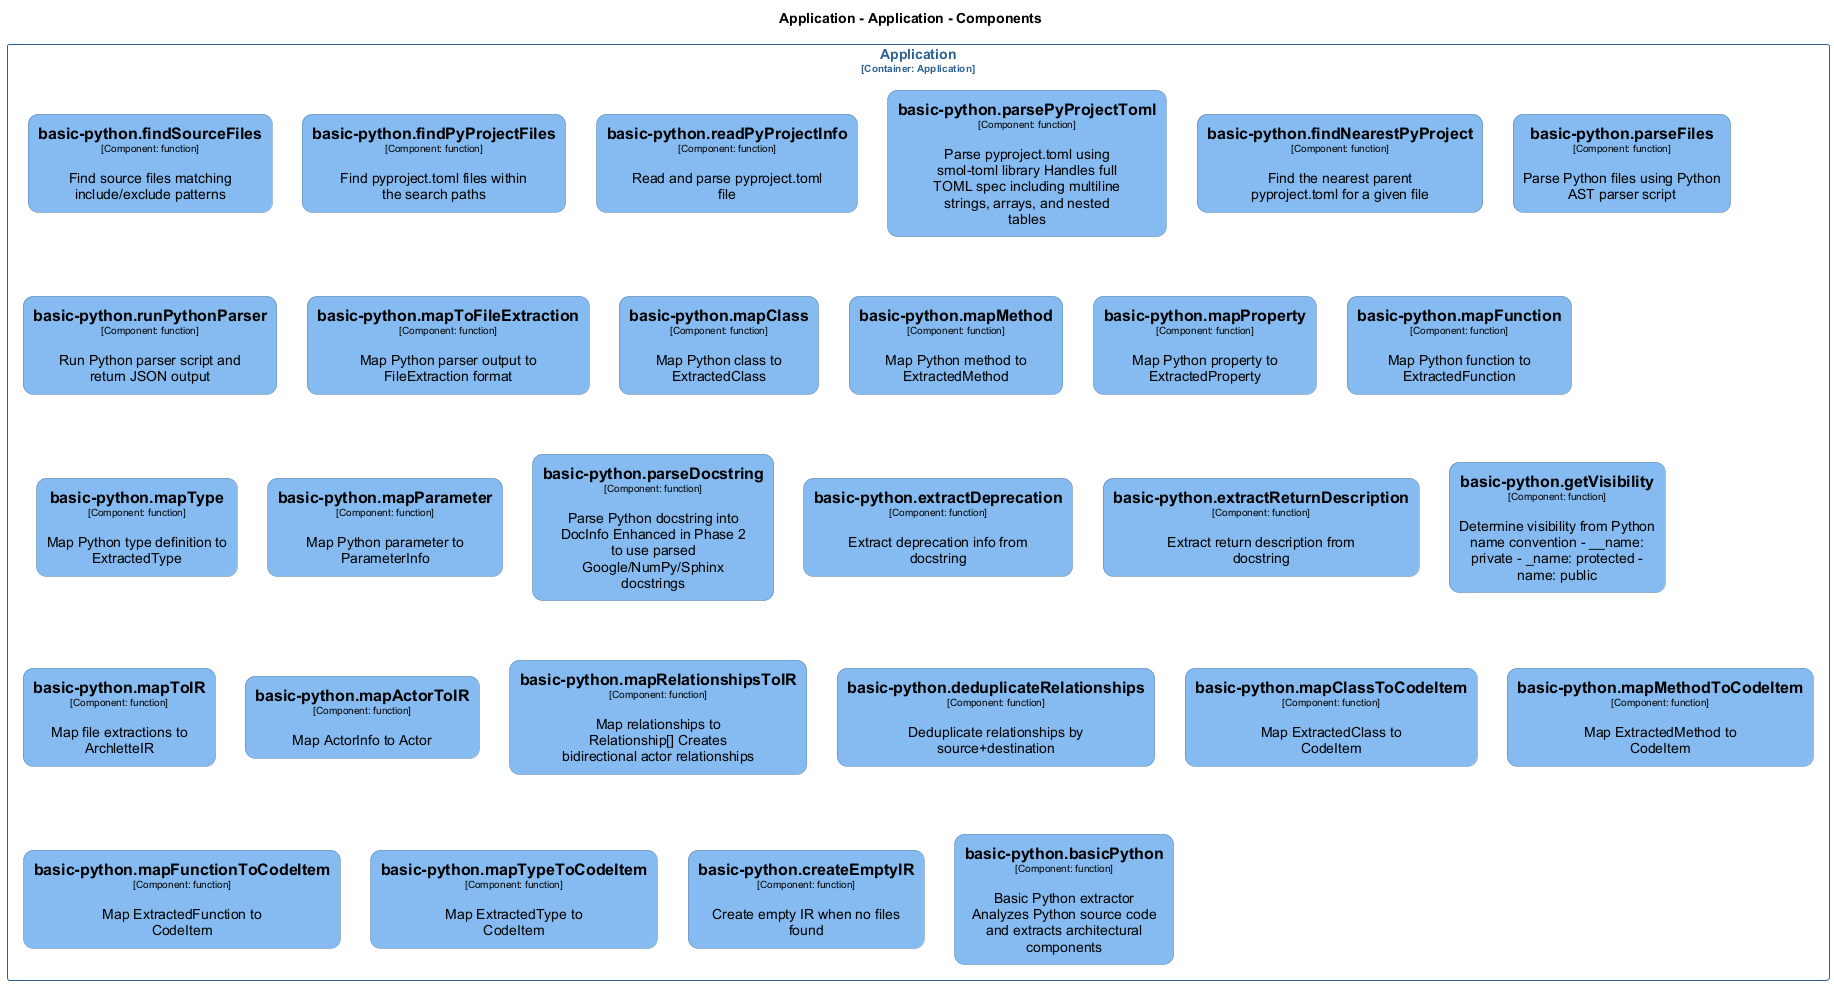 Application - Application - Components
Application
[Container: Application]
basic-python.findSourceFiles
[Component: function]
Find source files matching
include/exclude patterns
basic-python.findPyProjectFiles
[Component: function]
Find pyproject.toml files within
the search paths
basic-python.readPyProjectInfo
[Component: function]
Read and parse pyproject.toml
file
basic-python.parsePyProjectToml
[Component: function]
Parse pyproject.toml using
smol-toml library Handles full
TOML spec including multiline
strings, arrays, and nested
tables
basic-python.findNearestPyProject
[Component: function]
Find the nearest parent
pyproject.toml for a given file
basic-python.parseFiles
[Component: function]
Parse Python files using Python
AST parser script
basic-python.runPythonParser
[Component: function]
Run Python parser script and
return JSON output
basic-python.mapToFileExtraction
[Component: function]
Map Python parser output to
FileExtraction format
basic-python.mapClass
[Component: function]
Map Python class to
ExtractedClass
basic-python.mapMethod
[Component: function]
Map Python method to
ExtractedMethod
basic-python.mapProperty
[Component: function]
Map Python property to
ExtractedProperty
basic-python.mapFunction
[Component: function]
Map Python function to
ExtractedFunction
basic-python.mapType
[Component: function]
Map Python type definition to
ExtractedType
basic-python.mapParameter
[Component: function]
Map Python parameter to
ParameterInfo
basic-python.parseDocstring
[Component: function]
Parse Python docstring into
DocInfo Enhanced in Phase 2
to use parsed
Google/NumPy/Sphinx
docstrings
basic-python.extractDeprecation
[Component: function]
Extract deprecation info from
docstring
basic-python.extractReturnDescription
[Component: function]
Extract return description from
docstring
basic-python.getVisibility
[Component: function]
Determine visibility from Python
name convention - __name:
private - _name: protected -
name: public
basic-python.mapToIR
[Component: function]
Map file extractions to
ArchletteIR
basic-python.mapActorToIR
[Component: function]
Map ActorInfo to Actor
basic-python.mapRelationshipsToIR
[Component: function]
Map relationships to
Relationship[] Creates
bidirectional actor relationships
basic-python.deduplicateRelationships
[Component: function]
Deduplicate relationships by
source+destination
basic-python.mapClassToCodeItem
[Component: function]
Map ExtractedClass to
CodeItem
basic-python.mapMethodToCodeItem
[Component: function]
Map ExtractedMethod to
CodeItem
basic-python.mapFunctionToCodeItem
[Component: function]
Map ExtractedFunction to
CodeItem
basic-python.mapTypeToCodeItem
[Component: function]
Map ExtractedType to
CodeItem
basic-python.createEmptyIR
[Component: function]
Create empty IR when no files
found
basic-python.basicPython
[Component: function]
Basic Python extractor
Analyzes Python source code
and extracts architectural
components